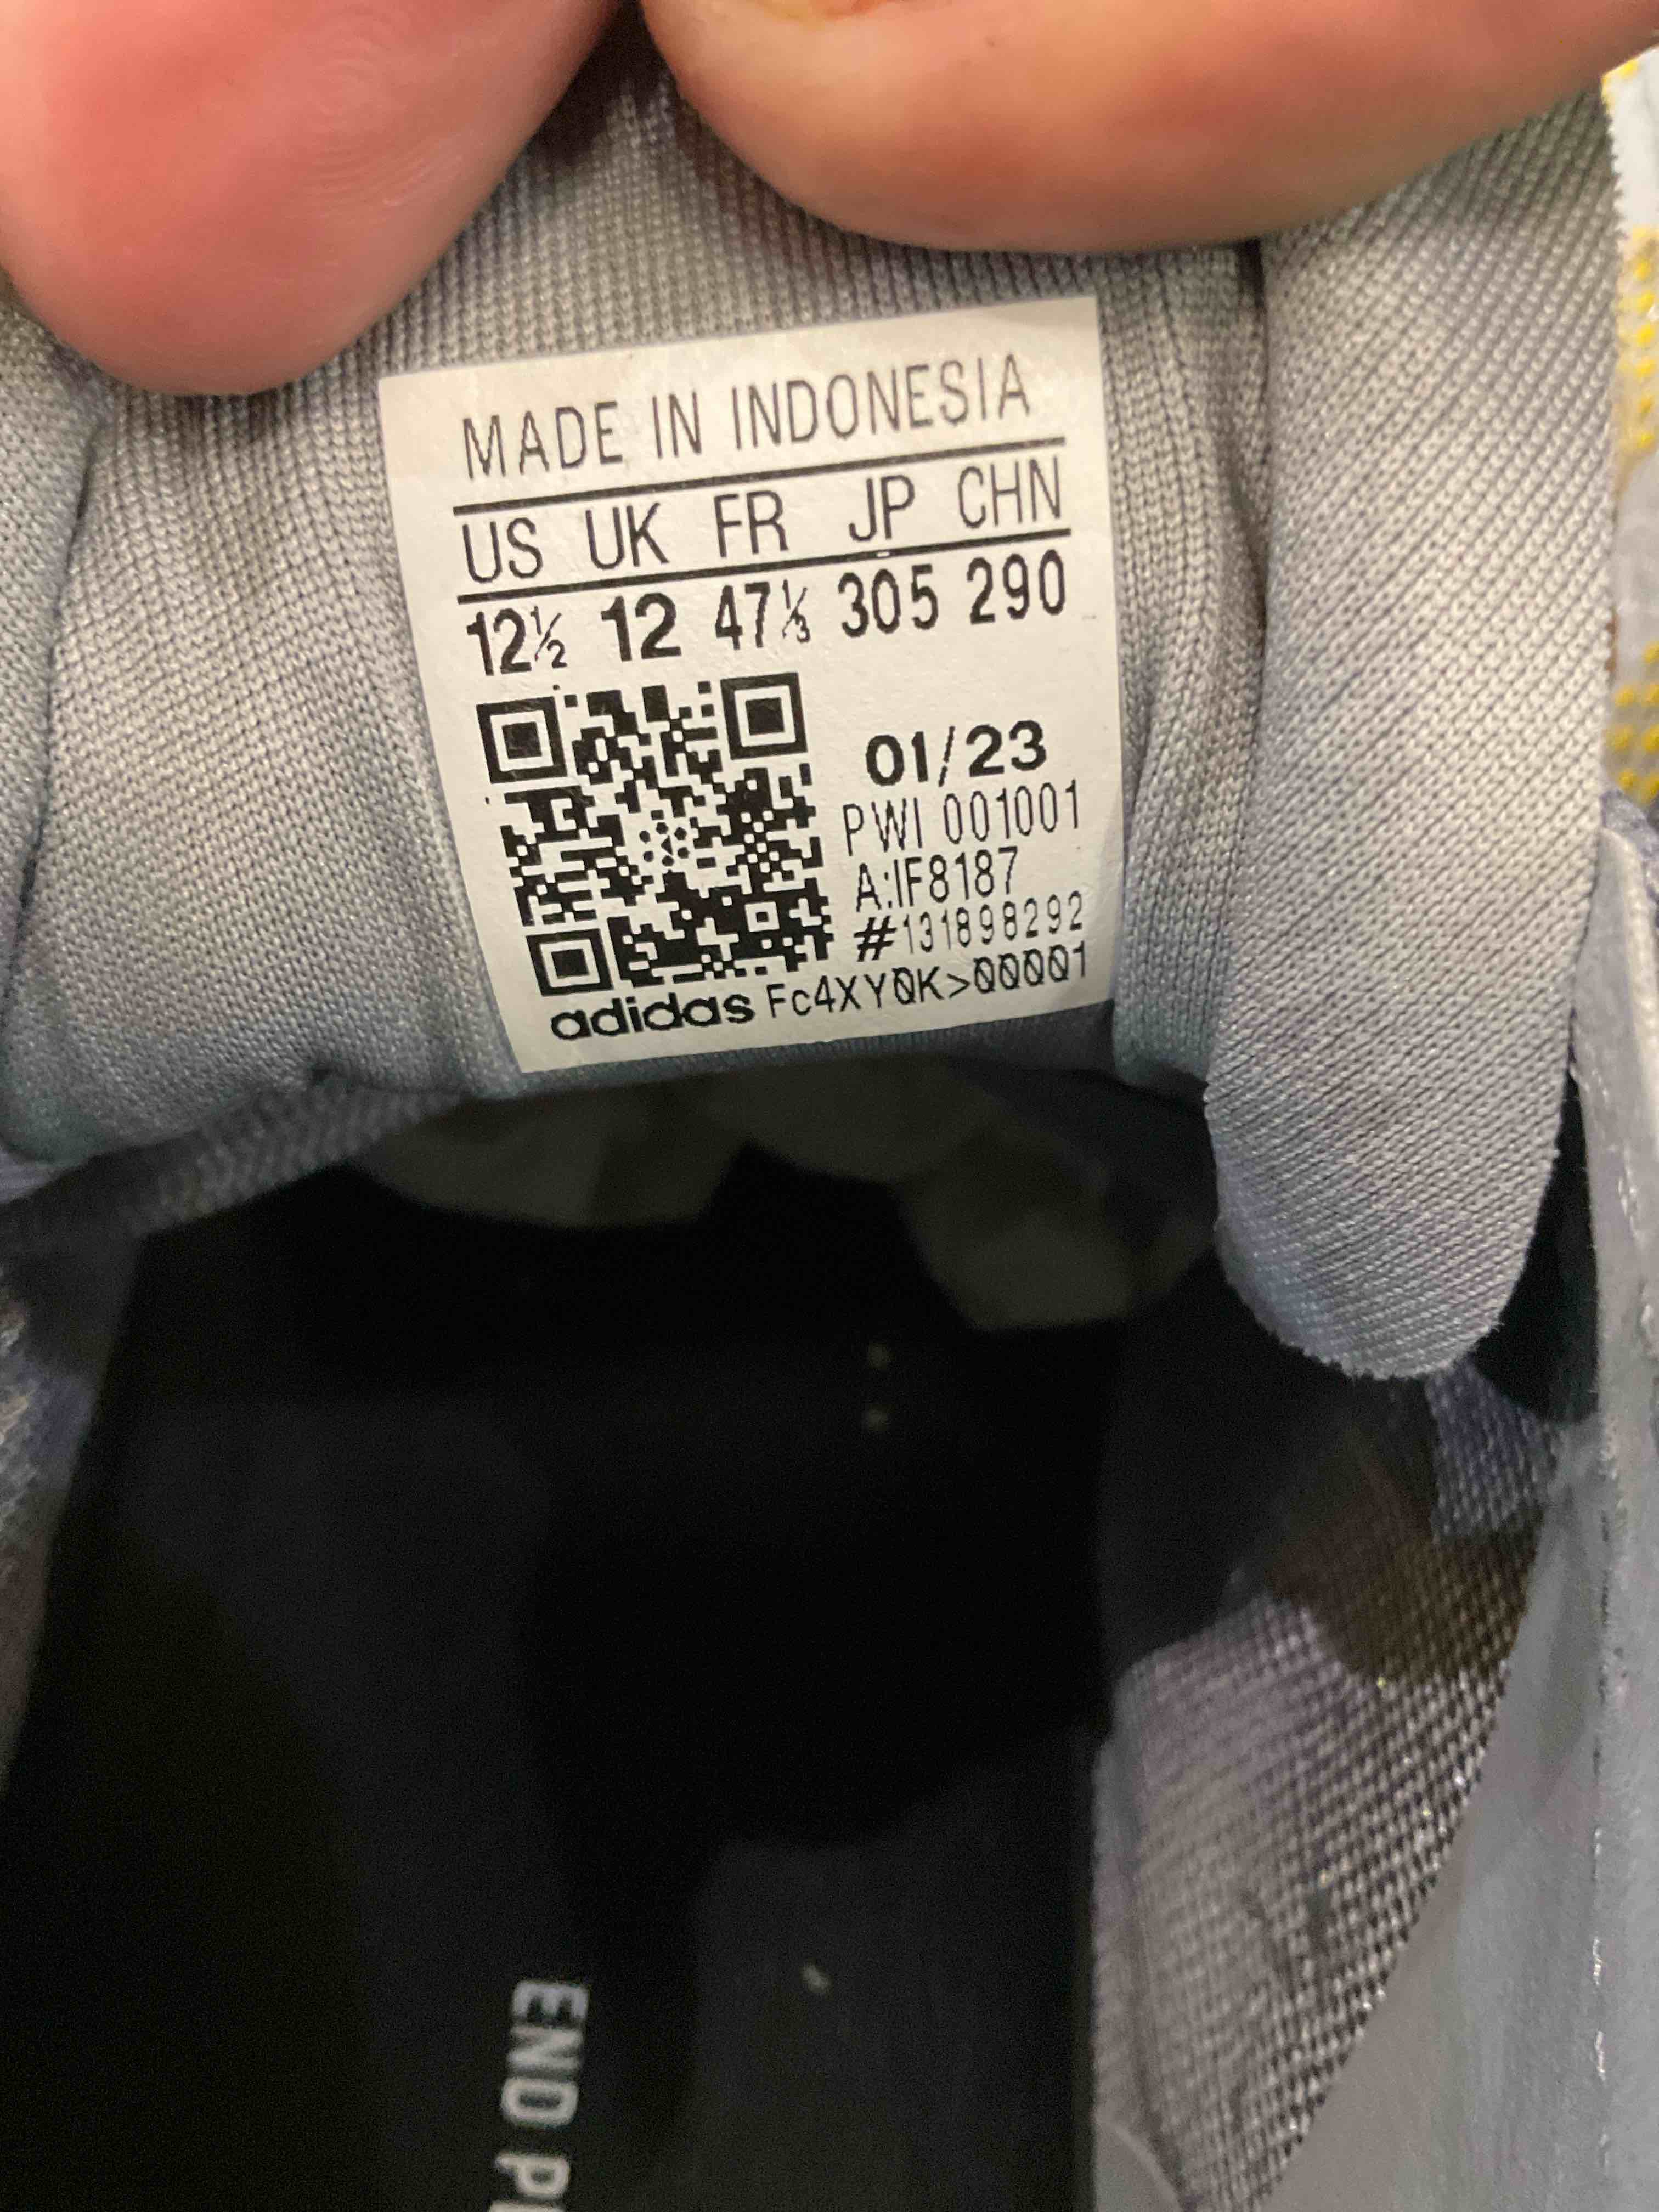 MADE IN INDONESIA
US UK FR JP CHN
12½ 12 47⅓ 305 290
01/23
PWI 001001
A:IF8187
#131898292
adidas Fc4XY0K>00001
END